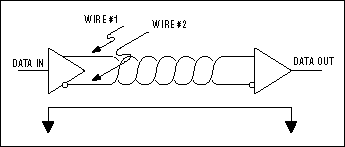 WIRE #1
WIRE #2
DATA IN
DATA OUT